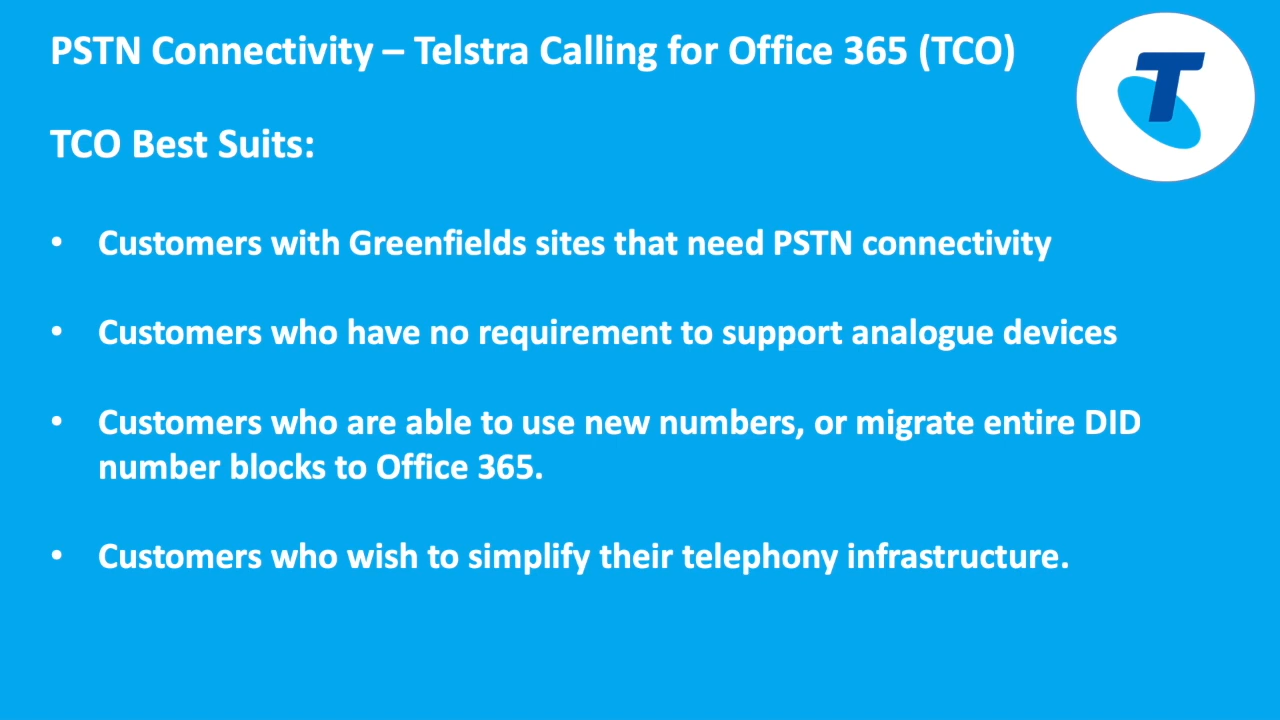 PSTN Connectivity – Telstra Calling for Office 365 (TCO)
T
TCO Best Suits:
• Customers with Greenfields sites that need PSTN connectivity
• Customers who have no requirement to support analogue devices
• Customers who are able to use new numbers, or migrate entire DID
number blocks to Office 365.
• Customers who wish to simplify their telephony infrastructure.